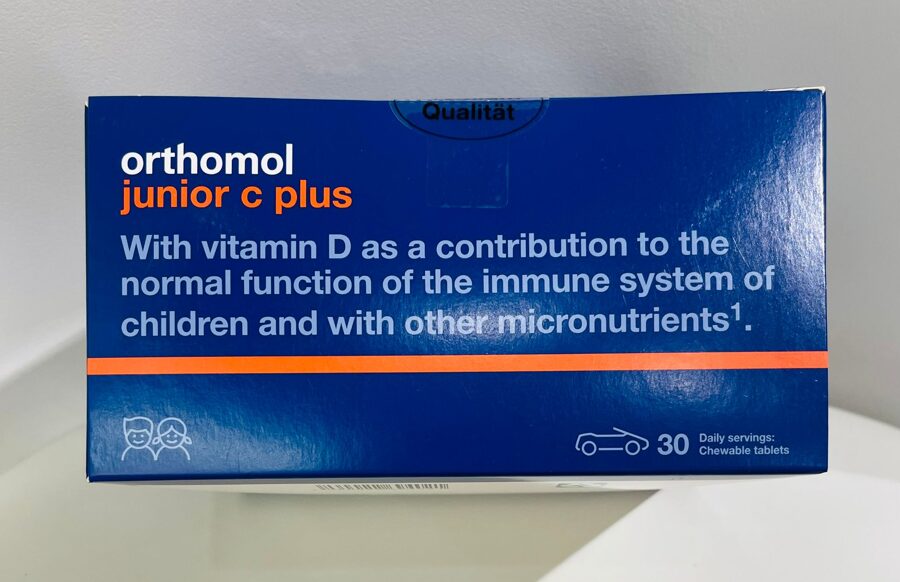 Qualität
orthomol
junior c plus
With vitamin D as a contribution to the
normal function of the immune system of
children and with other micronutrients¹.
30
Daily servings:
Chewable tablets